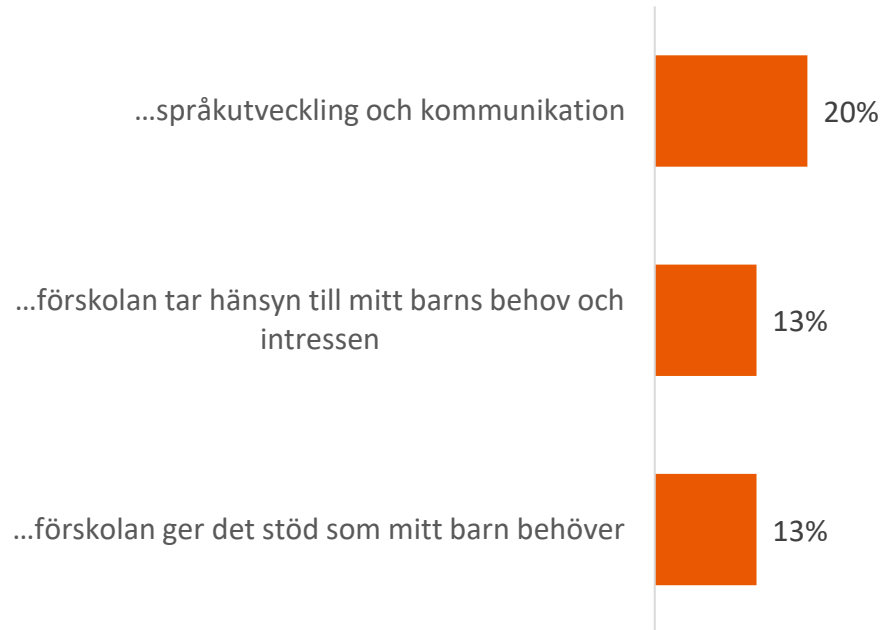 ...språkutveckling och kommunikation
20%
...förskolan tar hänsyn till mitt barns behov och
intressen
13%
...förskolan ger det stöd som mitt barn behöver
13%